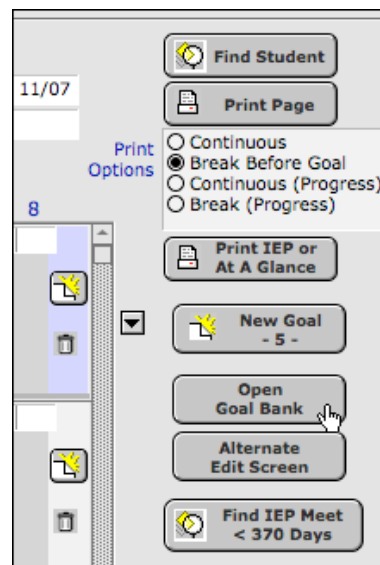 Find Student
11/07
Print Page
Print
Options
Continuous
Break Before Goal
Continuous (Progress)
Break (Progress)
8
Print IEP or
At A Glance
New Goal
- 5 -
Open
Goal Bank
Alternate
Edit Screen
Find IEP Meet
< 370 Days